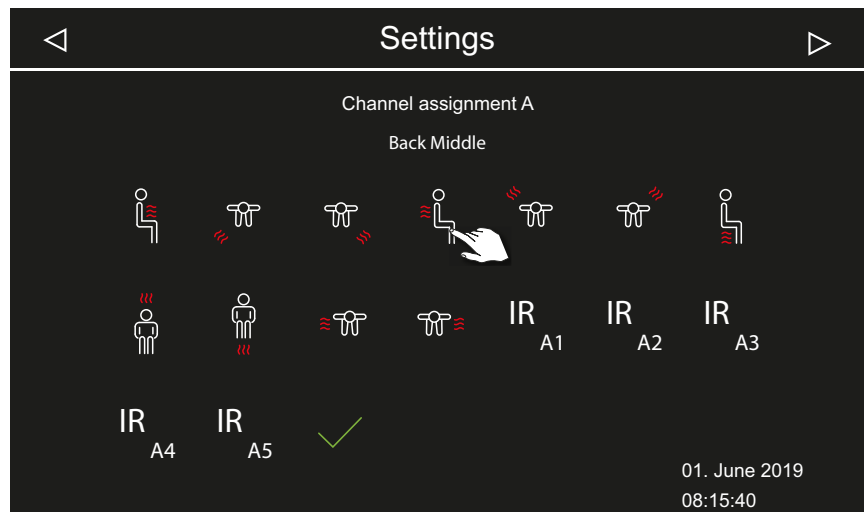 Settings
Channel assignment A
Back Middle
IR A1 IR A2 IR A3
IR A4 IR A5
01. June 2019
08:15:40